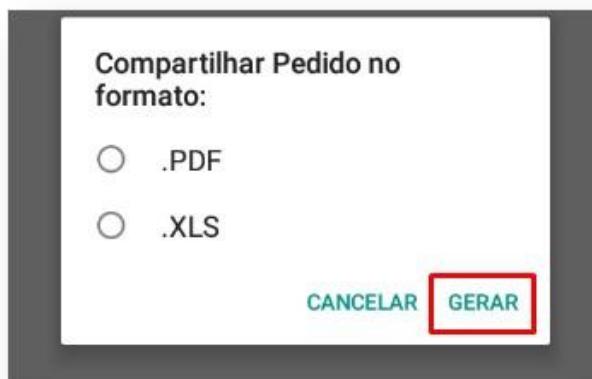 Compartilhar Pedido no
formato:
.PDF
.XLS
CANCELAR GERAR